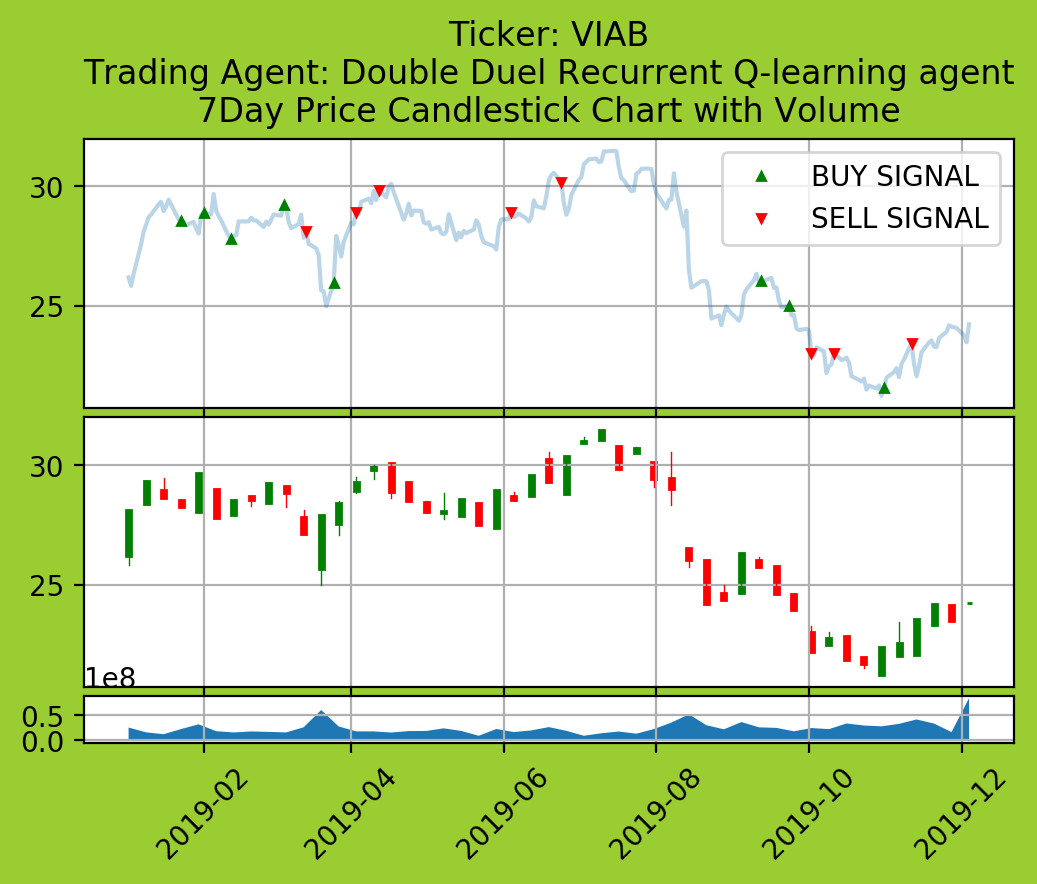 Ticker: VIAB
Trading Agent: Double Duel Recurrent Q-learning agent
7Day Price Candlestick Chart with Volume
BUY SIGNAL
SELL SIGNAL
30
25
30
25
1e8
0.5
0.0
2019-02
2019-04
2019-06
2019-08
2019-10
2019-12